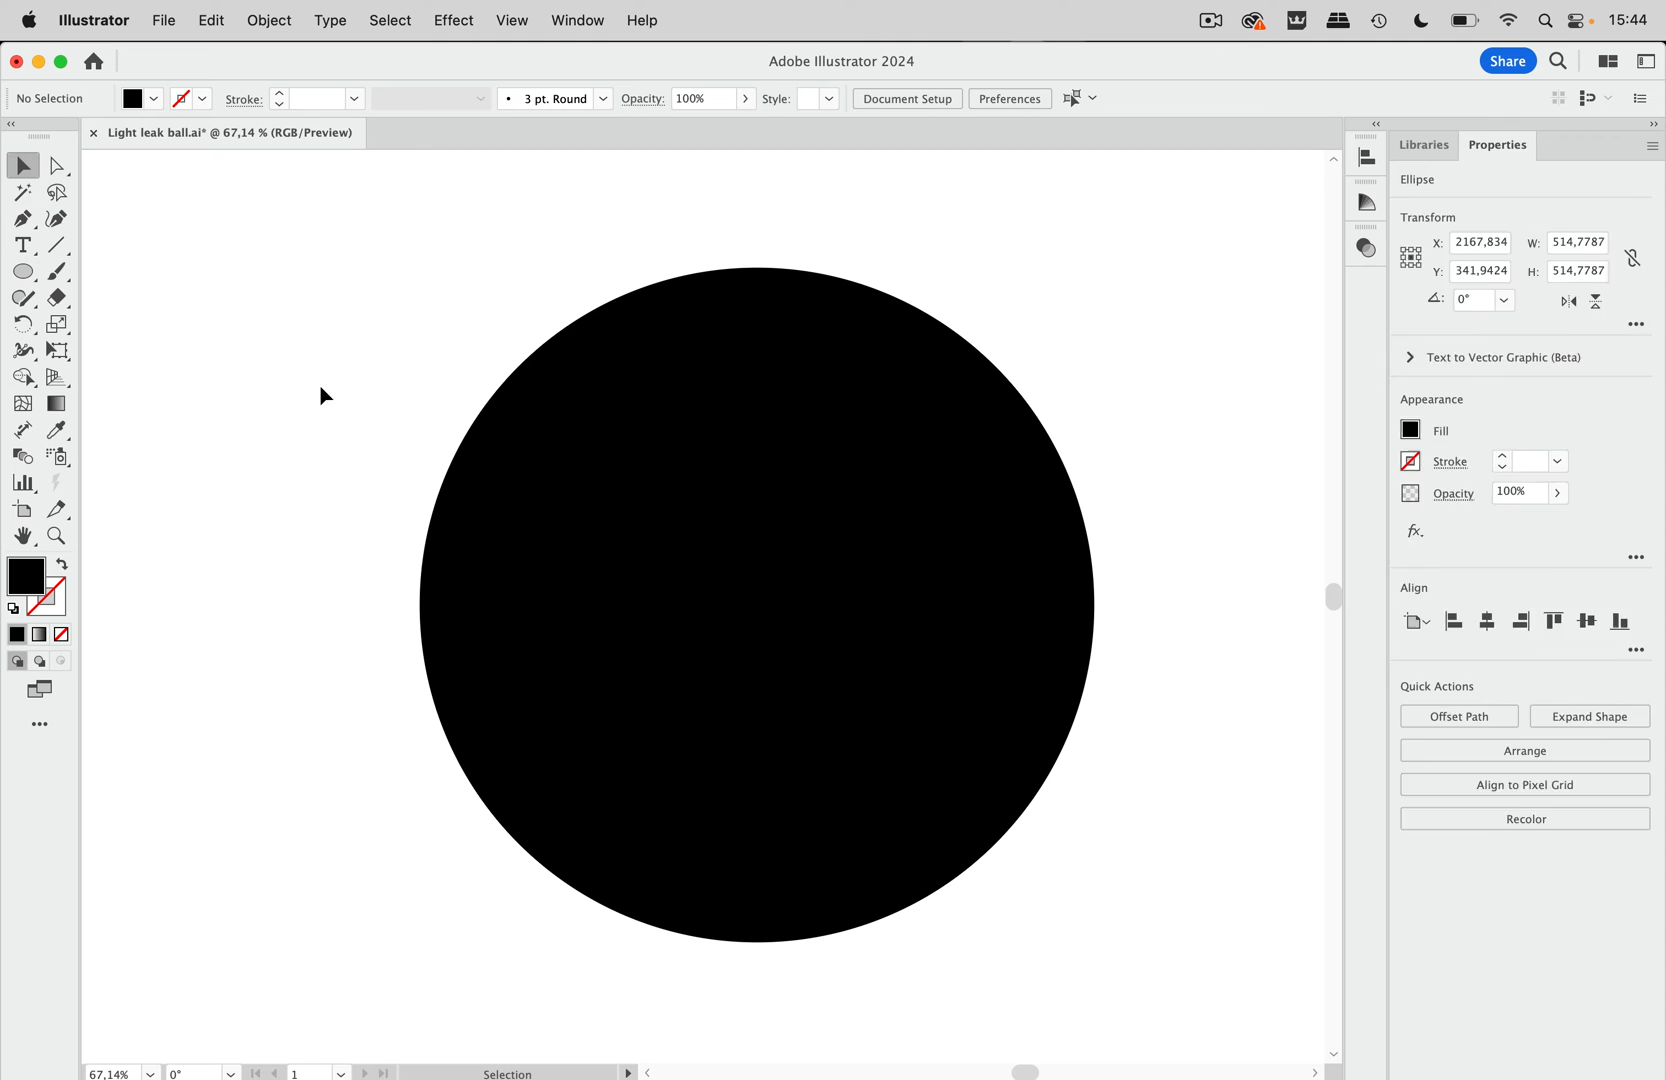 Illustrator File Edit Object Type Select Effect View Window Help 15:44
Adobe Illustrator 2024 Share
No Selection Stroke: 3 pt. Round Opacity: 100% Style: Document Setup Preferences
Light leak ball.ai* @ 67,14 % (RGB/Preview)
Libraries Properties
Ellipse
Transform
X: 2167,834 W: 514,7787
Y: 341,9424 H: 514,7787
0°
Text to Vector Graphic (Beta)
Appearance
Fill
Stroke
Opacity 100%
fx.
Align
Quick Actions
Offset Path Expand Shape
Arrange
Align to Pixel Grid
Recolor
67,14% 0° 1 Selection